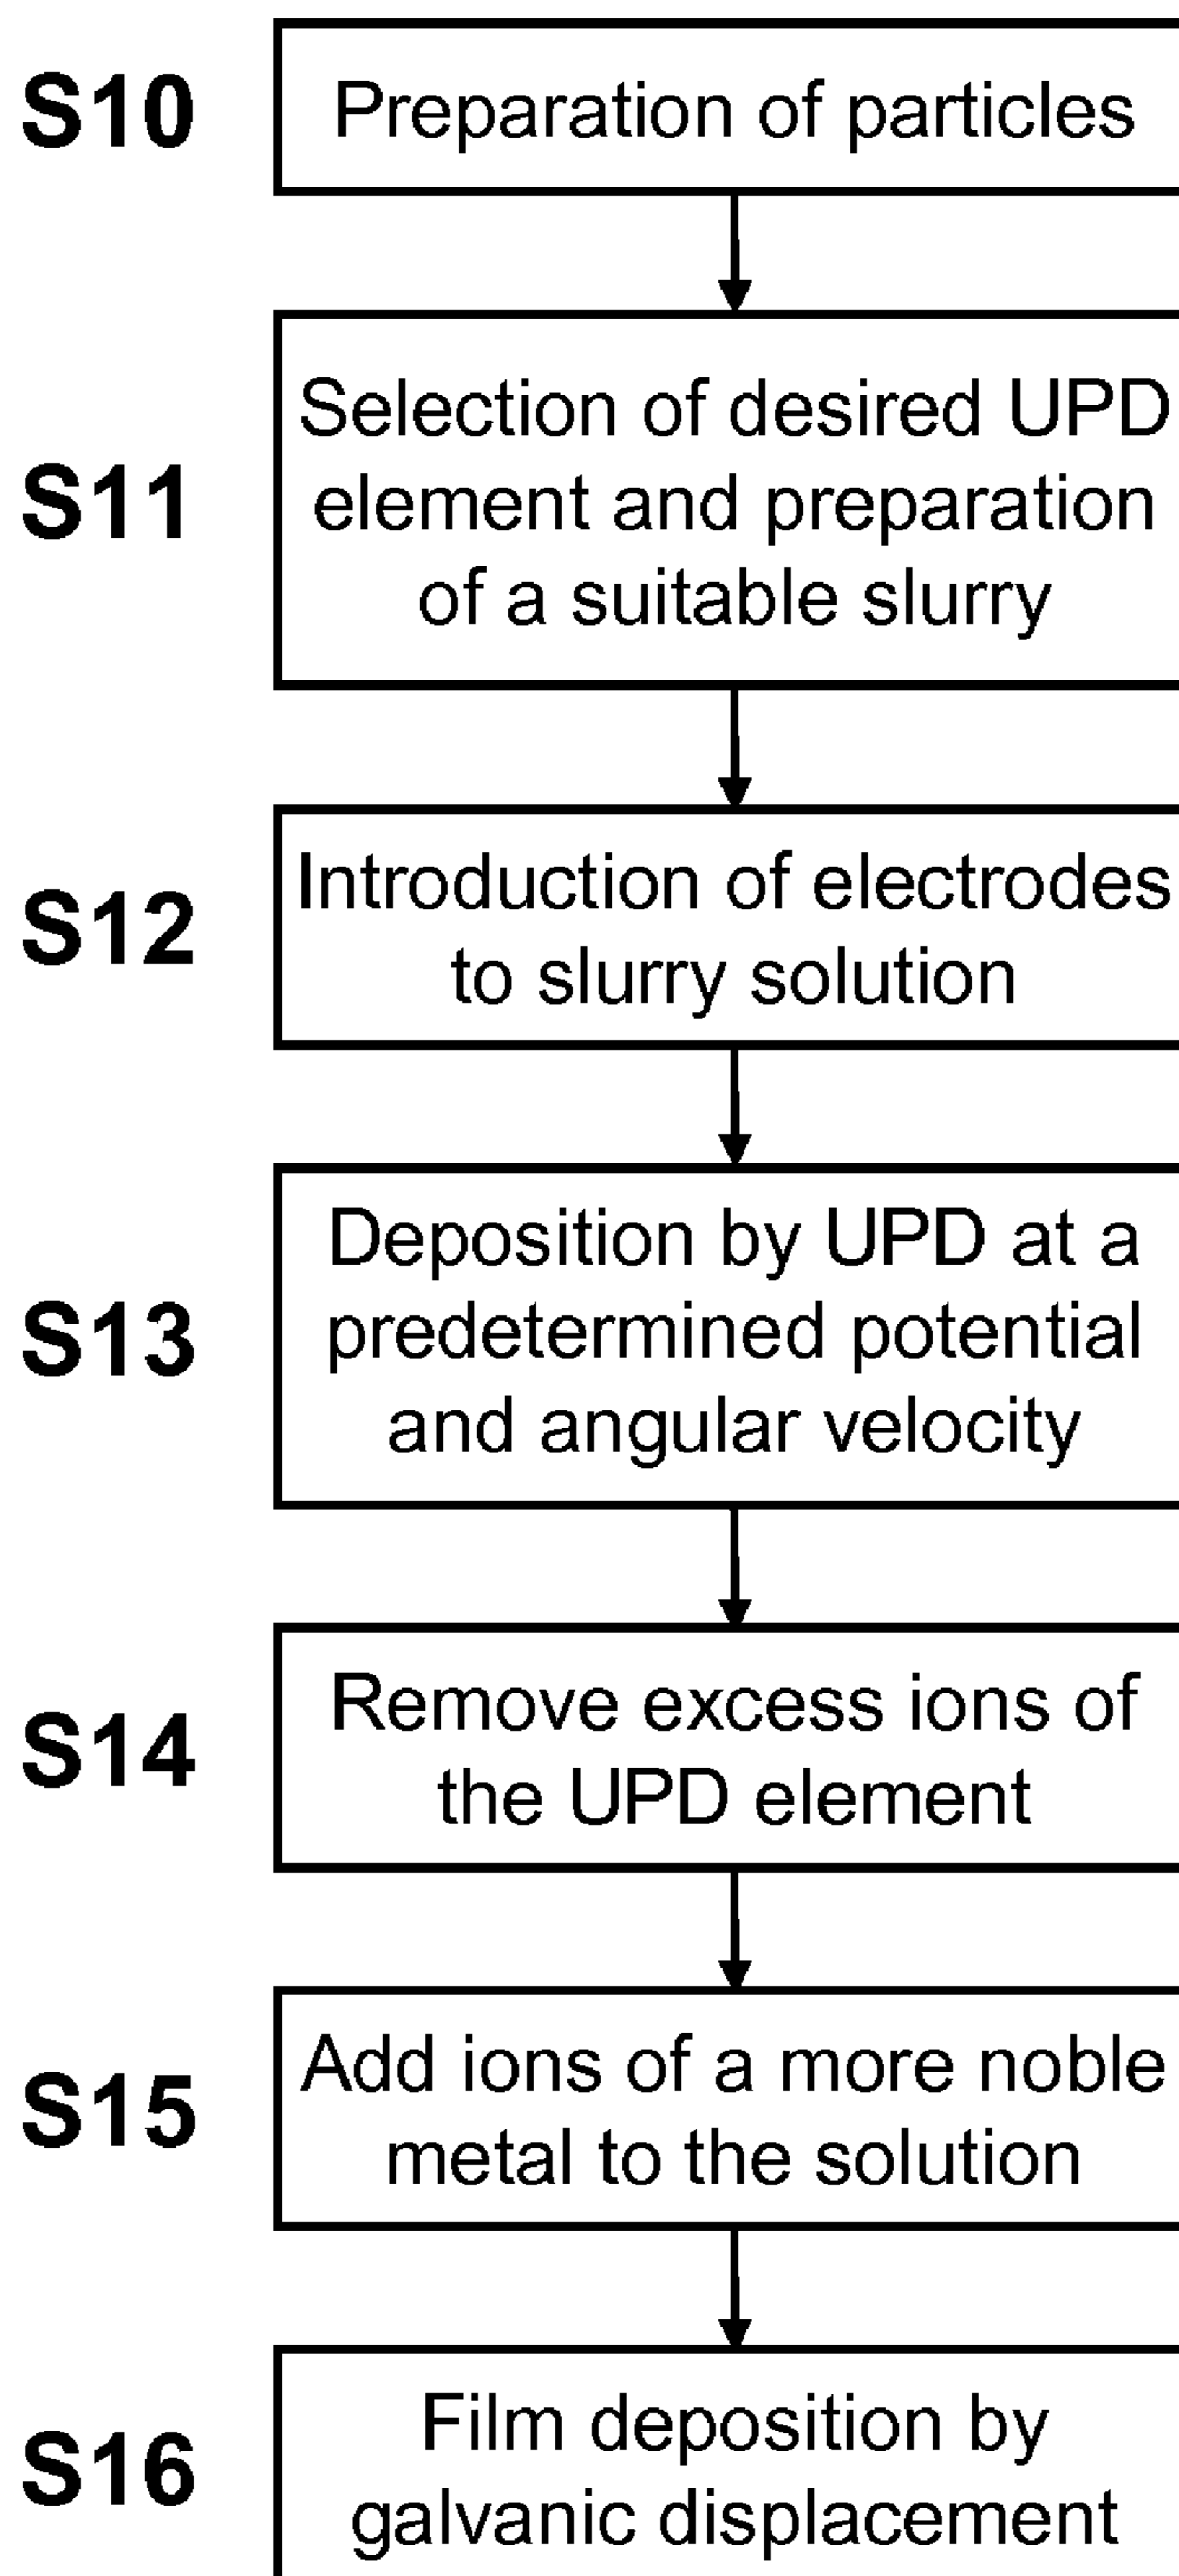 S10 Preparation of particles
Selection of desired UPD
S11 element and preparation
of a suitable slurry
Introduction of electrodes
S12 to slurry solution
Deposition by UPD at a
S13 predetermined potential
and angular velocity
Remove excess ions of
S14 the UPD element
Add ions of a more noble
S15 metal to the solution
Film deposition by
S16 galvanic displacement